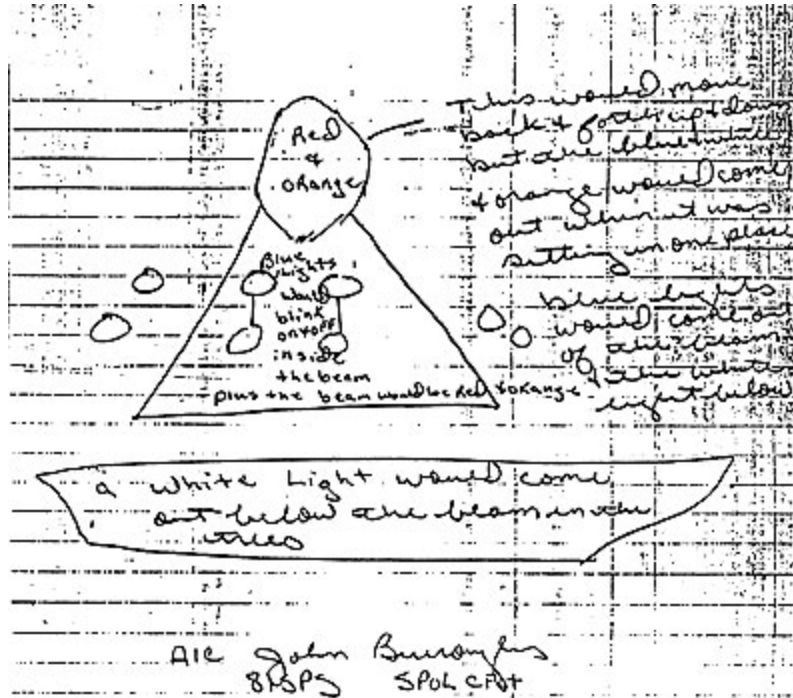 Red
&
ORange
This would move
back & forth up & down
but the blue & white
& orange would come
out when it was
sitting in one place
Blue
lights
would
blink
on & off
inside
the beam
plus the beam would be Red & ORange
blue lights
would come out
of the beam
& the white
light below
a white Light would come
out below the beam in the
trees
A1C John Burroughs
81SPS